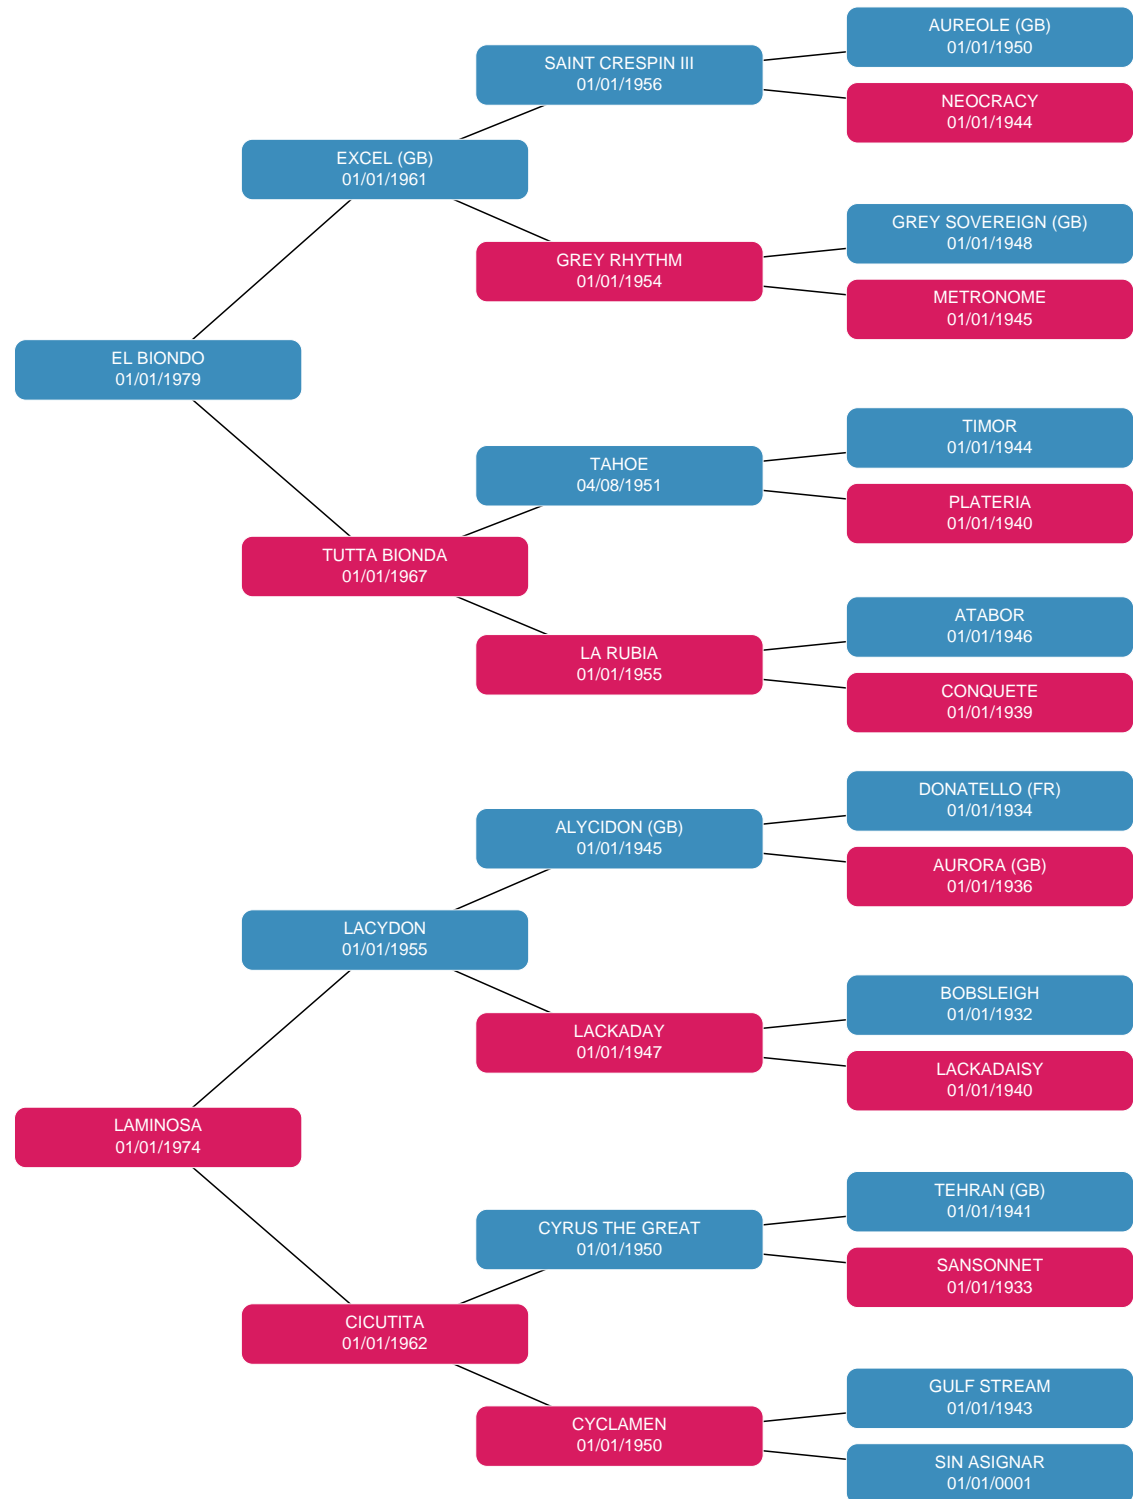 AUREOLE (GB)
01/01/1950
SAINT CRESPIN III
01/01/1956
NEOCRACY
01/01/1944
EXCEL (GB)
01/01/1961
GREY SOVEREIGN (GB)
01/01/1948
GREY RHYTHM
01/01/1954
METRONOME
01/01/1945
EL BIONDO
01/01/1979
TIMOR
01/01/1944
TAHOE
04/08/1951
PLATERIA
01/01/1940
TUTTA BIONDA
01/01/1967
ATABOR
01/01/1946
LA RUBIA
01/01/1955
CONQUETE
01/01/1939
DONATELLO (FR)
01/01/1934
ALYCIDON (GB)
01/01/1945
AURORA (GB)
01/01/1936
LACYDON
01/01/1955
BOBSLEIGH
01/01/1932
LACKADAY
01/01/1947
LACKADAISY
01/01/1940
LAMINOSA
01/01/1974
TEHRAN (GB)
01/01/1941
CYRUS THE GREAT
01/01/1950
SANSONNET
01/01/1933
CICUTITA
01/01/1962
GULF STREAM
01/01/1943
CYCLAMEN
01/01/1950
SIN ASIGNAR
01/01/0001